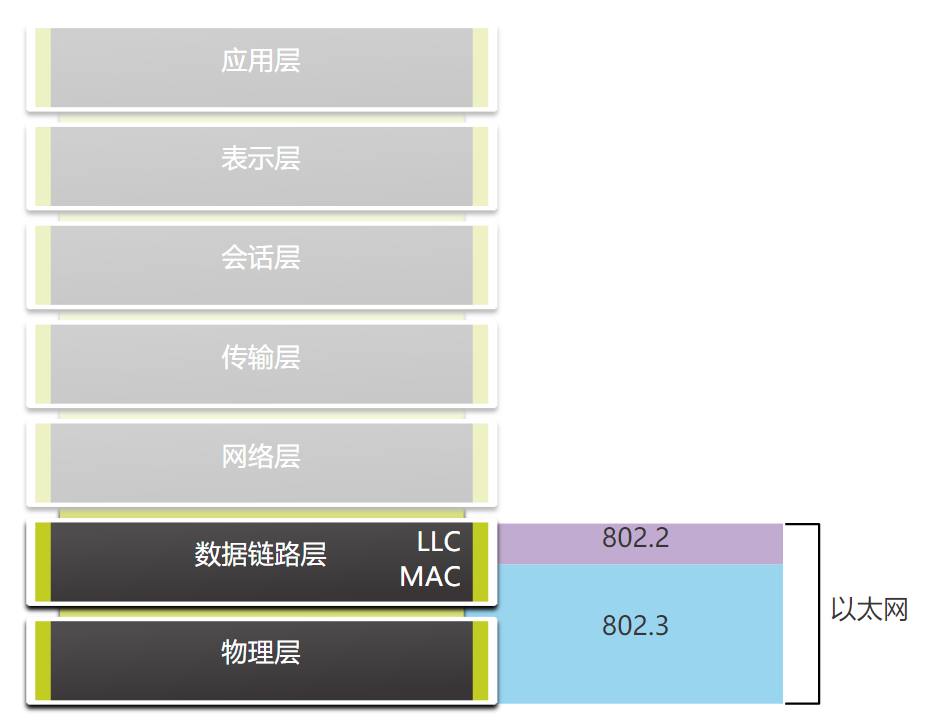 应用层
表示层
会话层
传输层
网络层
数据链路层
LLC
MAC
802.2
802.3
以太网
物理层